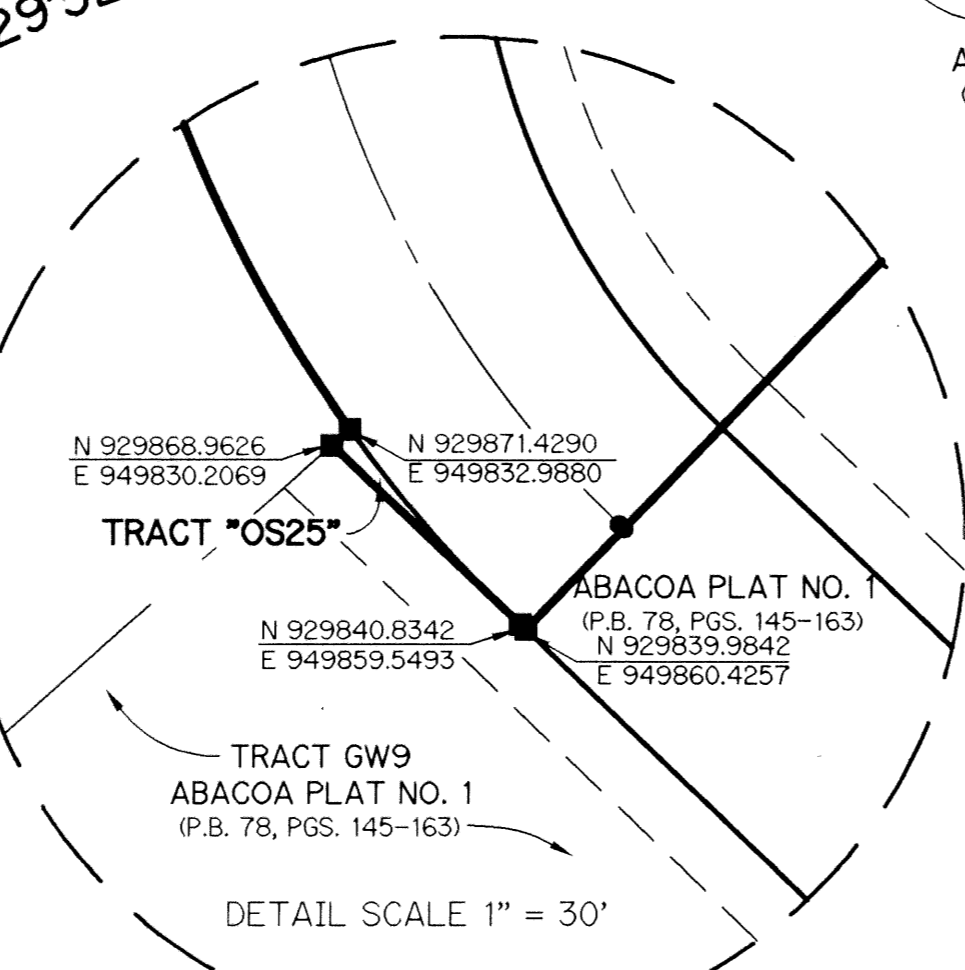 N 929868.9626
E 949830.2069
N 929871.4290
E 949832.9880
TRACT "OS25"
ABACOA PLAT NO. 1
(P.B. 78, PGS. 145-163)
N 929840.8342
E 949859.5493
N 929839.9842
E 949860.4257
TRACT GW9
ABACOA PLAT NO. 1
(P.B. 78, PGS. 145-163)
DETAIL SCALE 1" = 30'